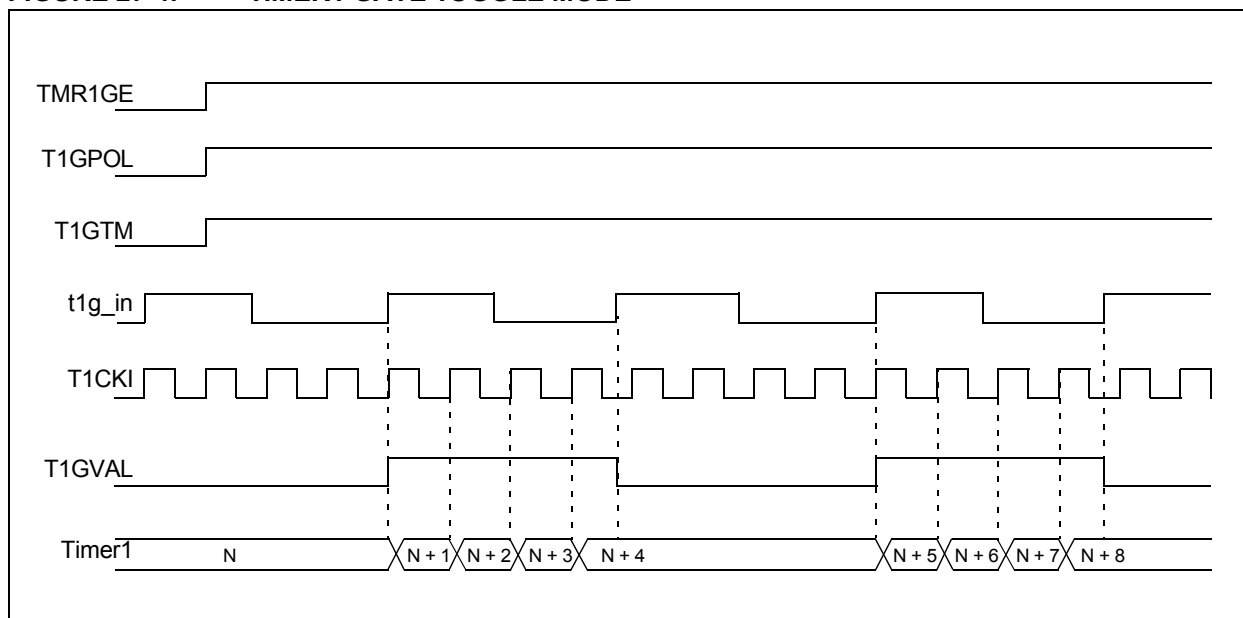 TMR1GE
T1GPOL
T1GTM
t1g_in
T1CKI
T1GVAL
Timer1 N N + 1 N + 2 N + 3 N + 4 N + 5 N + 6 N + 7 N + 8